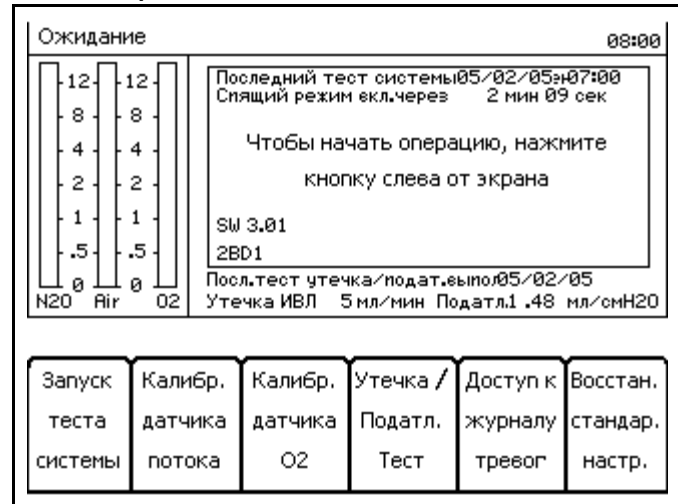 Ожидание 08:00
12 12
8 8
4 4
2 2
1 1
.5 .5
0 0
N2O Air O2
Последний тест системы05/02/05эн07:00
Спящий режим вкл.через 2 мин 09 сек
Чтобы начать операцию, нажмите
кнопку слева от экрана
SW 3.01
2BD1
Посл.тест утечка/подат.выпол05/02/05
Утечка ИВЛ 5 мл/мин Податл.1 .48 мл/смH2O
Запуск теста системы
Калибр. датчика потока
Калибр. датчика O2
Утечка / Податл. Тест
Доступ к журналу тревог
Восстан. стандар. настр.